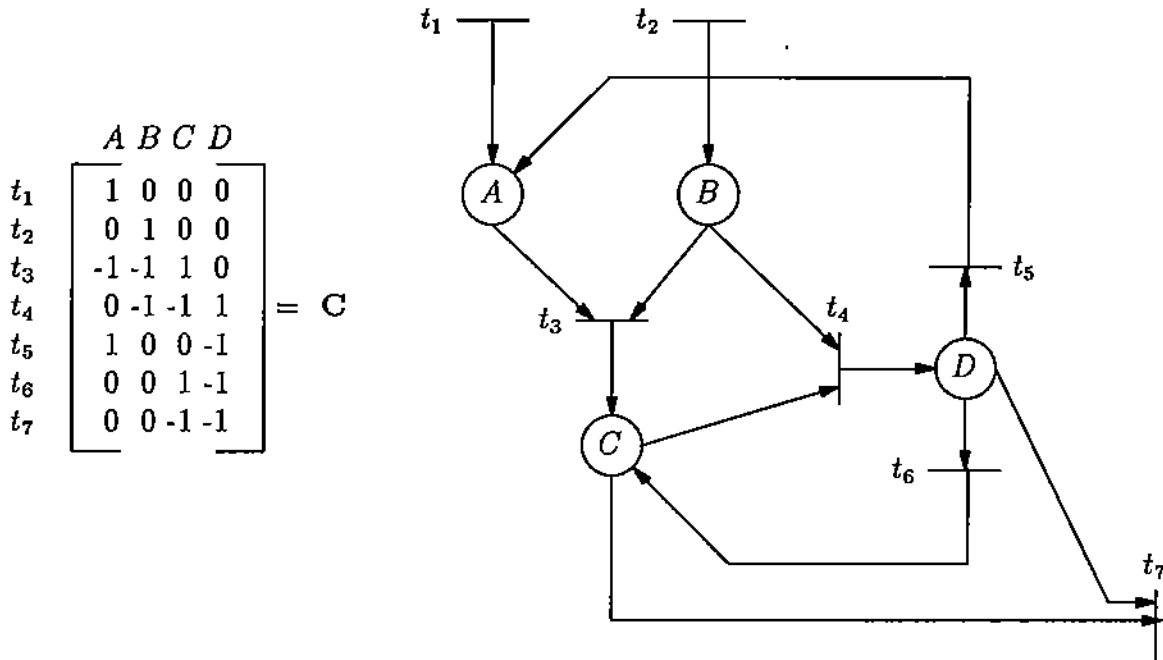 A B C D
t1 1 0 0 0
t2 0 1 0 0
t3 -1 -1 1 0
t4 0 -1 -1 1 = C
t5 1 0 0 -1
t6 0 0 1 -1
t7 0 0 -1 -1
t1 t2
A B
t5
t4
t3
D
C
t6
t7